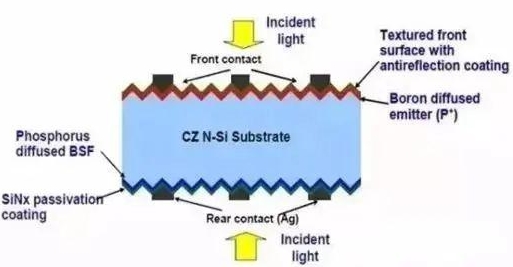 Incident
light
Front contact
Textured front
surface with
antireflection coating
Boron diffused
emitter (P⁺)
CZ N-Si Substrate
Phosphorus
diffused BSF
SiNx passivation
coating
Rear contact (Ag)
Incident
light